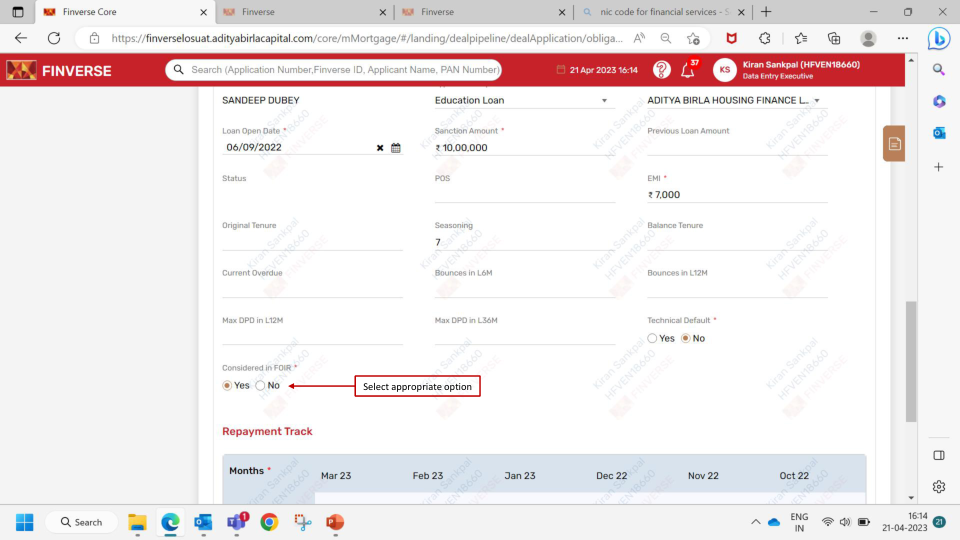 Finverse Core
Finverse
Finverse
nic code for financial services - S
https://finverselosuat.adityabirlacapital.com/core/mMortgage/#/landing/dealpipeline/dealApplication/obliga...
FINVERSE
Search (Application Number,Finverse ID, Applicant Name, PAN Number)
21 Apr 2023 16:14
37
KS
Kiran Sankpal (HFVEN18660)
Data Entry Executive
SANDEEP DUBEY
Education Loan
ADITYA BIRLA HOUSING FINANCE L...
Loan Open Date *
Sanction Amount *
Previous Loan Amount
06/09/2022
₹ 10,00,000
Status
POS
EMI *
₹ 7,000
Original Tenure
Seasoning
Balance Tenure
7
Current Overdue
Bounces in L6M
Bounces in L12M
Max DPD in L12M
Max DPD in L36M
Technical Default *
Yes No
Considered in FOIR *
Yes No
Select appropriate option
Repayment Track
Months *
Mar 23
Feb 23
Jan 23
Dec 22
Nov 22
Oct 22
Kiran Sankpal
HFVEN18660
FINVERSE
Search
1
ENG
IN
16:14
21-04-2023
21